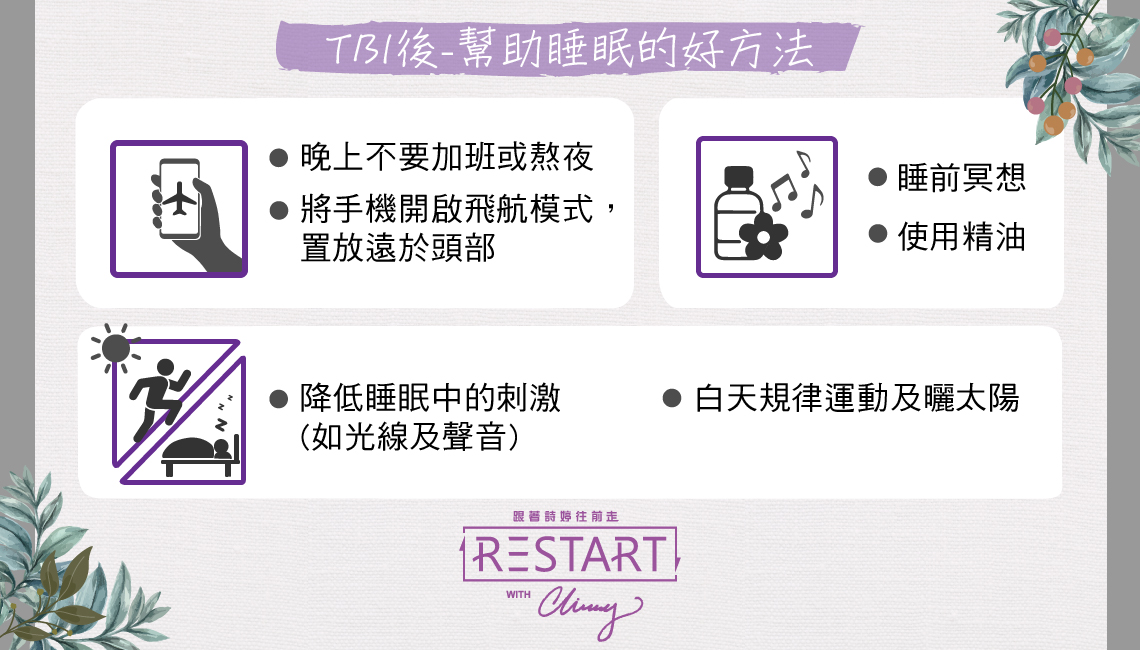 TBI後-幫助睡眠的好方法
晚上不要加班或熬夜
將手機開啟飛航模式，
置放遠於頭部
睡前冥想
使用精油
降低睡眠中的刺激
(如光線及聲音)
白天規律運動及曬太陽
跟著詩婷往前走
RESTART
WITH